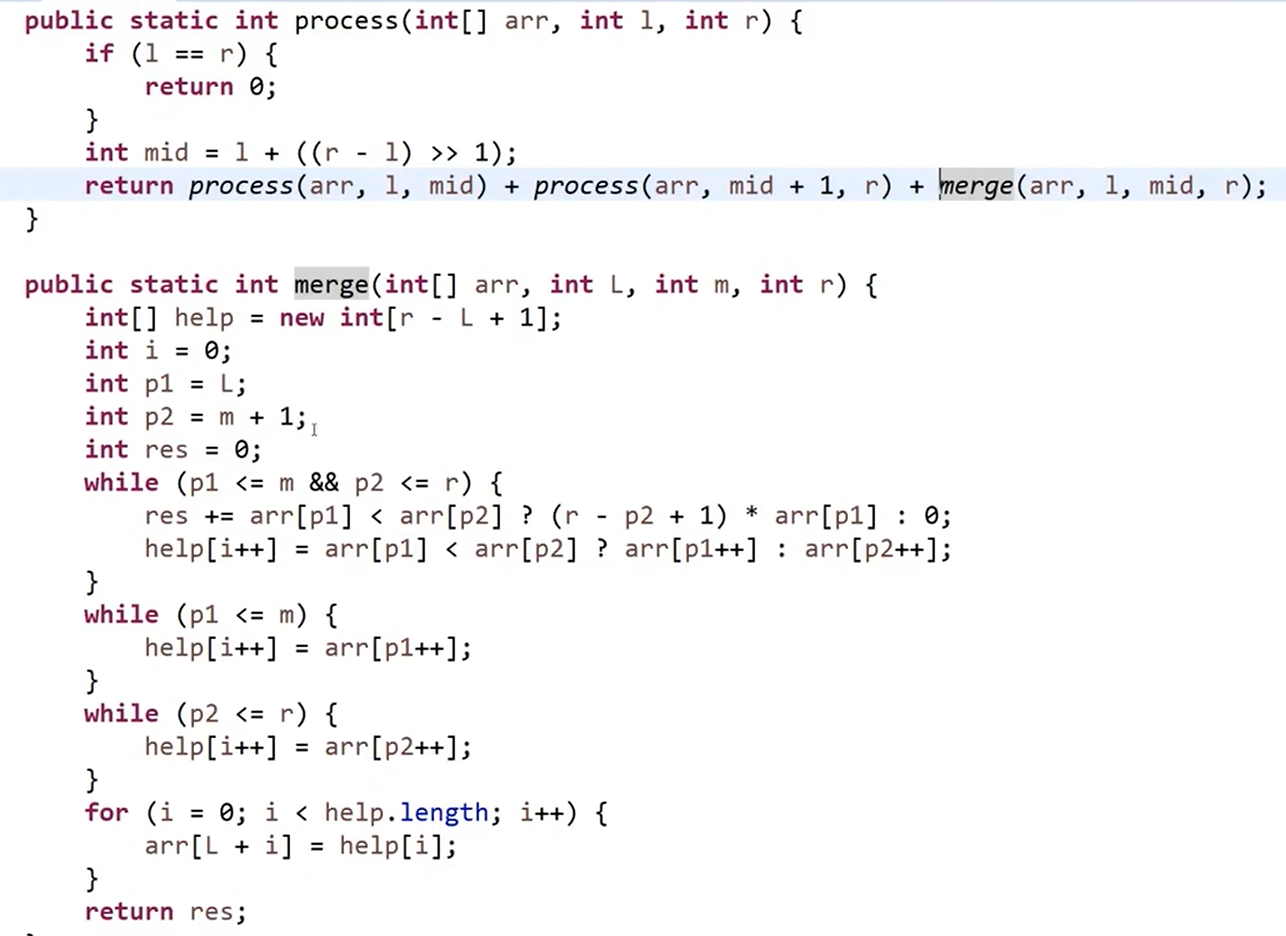 public static int process(int[] arr, int l, int r) {
    if (l == r) {
        return 0;
    }
    int mid = l + ((r - l) >> 1);
    return process(arr, l, mid) + process(arr, mid + 1, r) + merge(arr, l, mid, r);
}

public static int merge(int[] arr, int L, int m, int r) {
    int[] help = new int[r - L + 1];
    int i = 0;
    int p1 = L;
    int p2 = m + 1;
    int res = 0;
    while (p1 <= m && p2 <= r) {
        res += arr[p1] < arr[p2] ? (r - p2 + 1) * arr[p1] : 0;
        help[i++] = arr[p1] < arr[p2] ? arr[p1++] : arr[p2++];
    }
    while (p1 <= m) {
        help[i++] = arr[p1++];
    }
    while (p2 <= r) {
        help[i++] = arr[p2++];
    }
    for (i = 0; i < help.length; i++) {
        arr[L + i] = help[i];
    }
    return res;